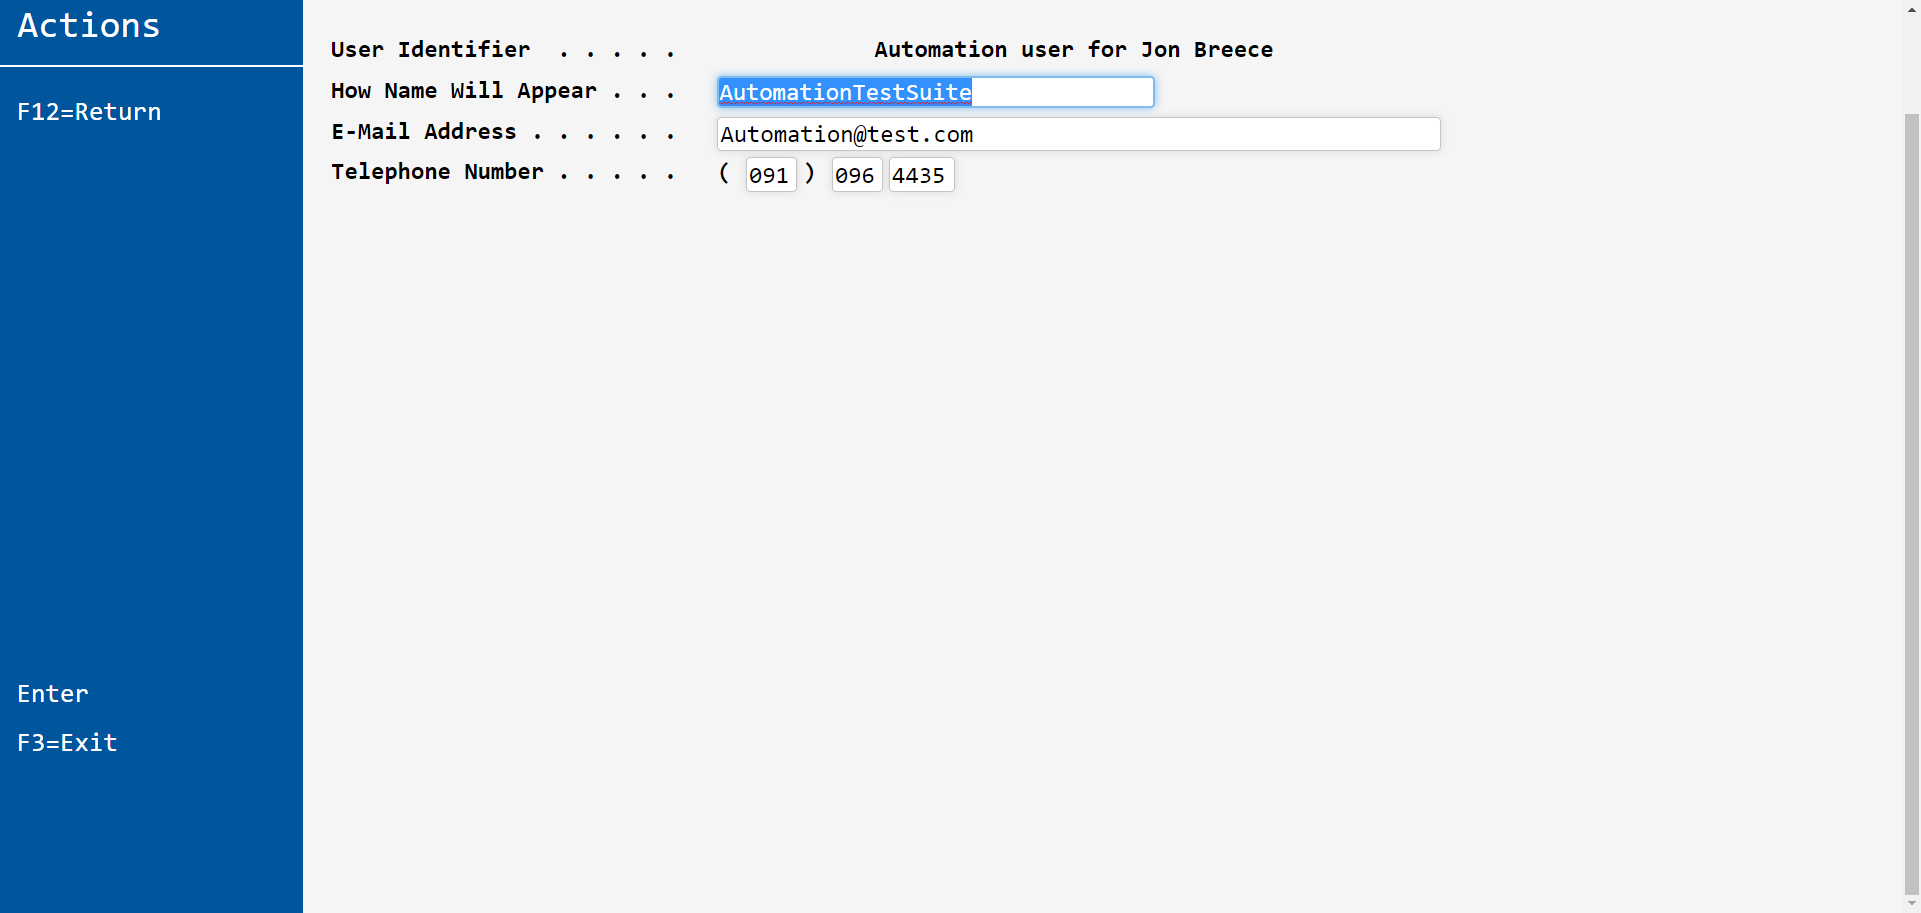 Actions
F12=Return
Enter
F3=Exit
User Identifier . . . . . Automation user for Jon Breece
How Name Will Appear . . . AutomationTestSuite
E-Mail Address . . . . . . Automation@test.com
Telephone Number . . . . . ( 091 ) 096 4435